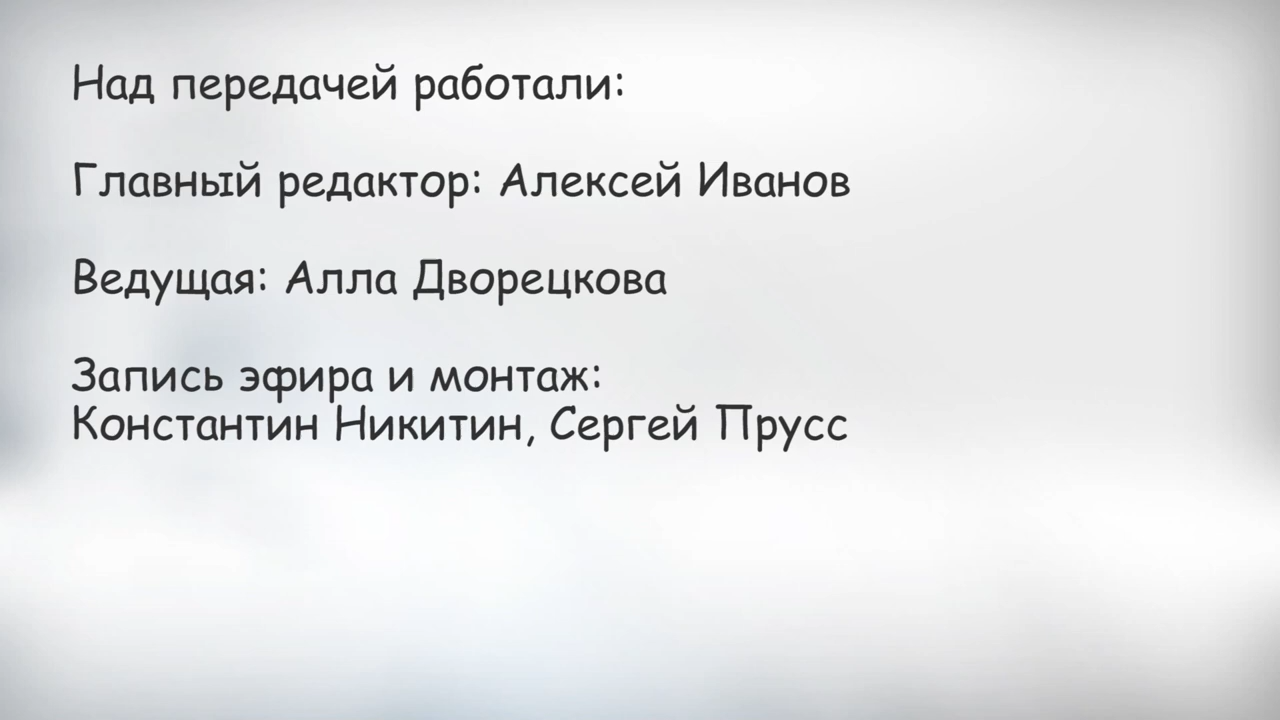 Над передачей работали:
Главный редактор: Алексей Иванов
Ведущая: Алла Дворецкова
Запись эфира и монтаж:
Константин Никитин, Сергей Прусс